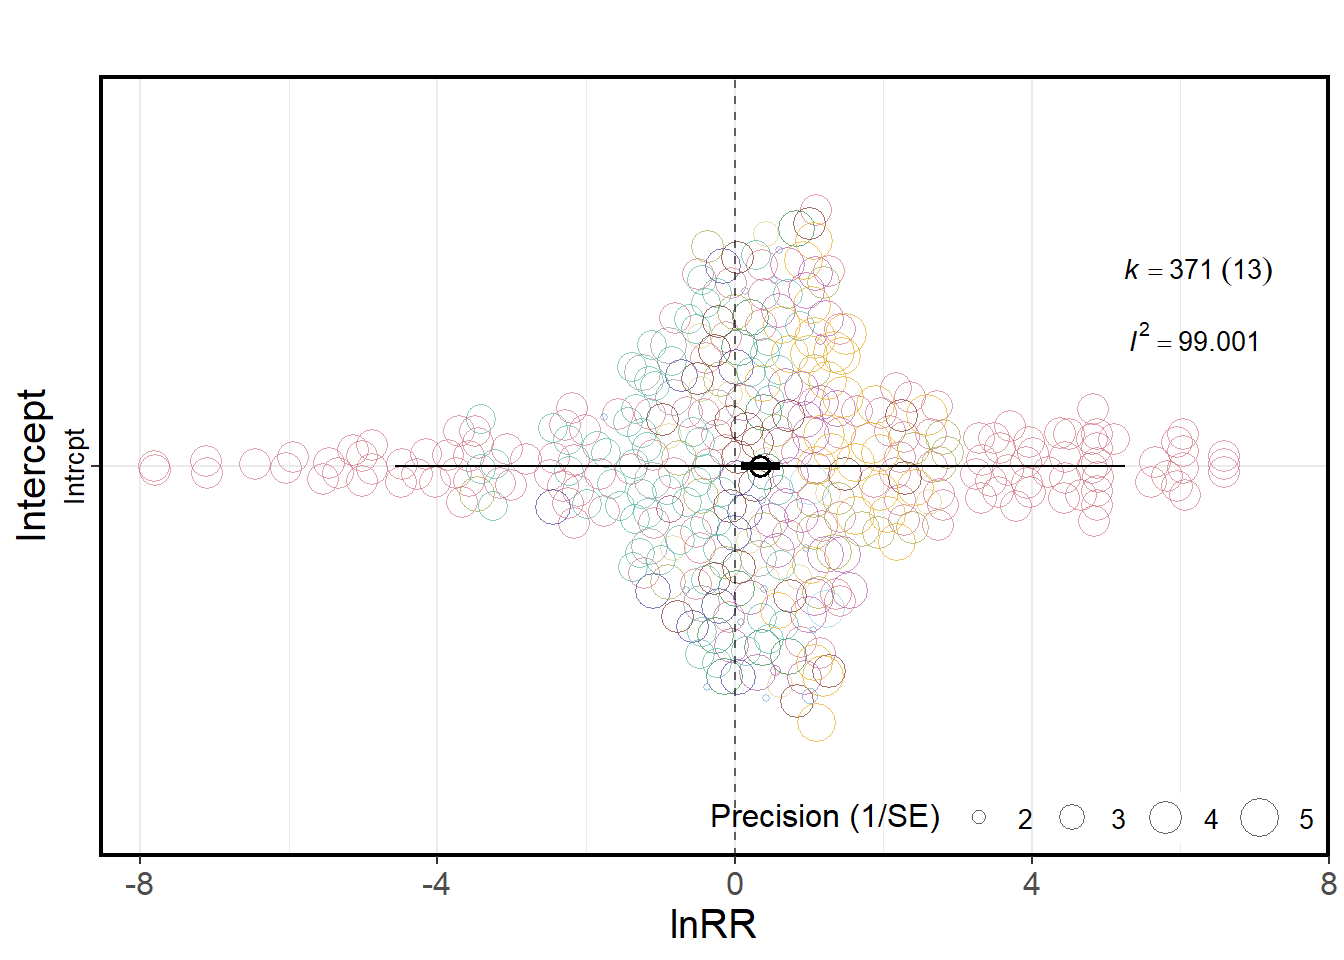 k = 371 (13)
I² = 99.001
Intercept
Intrcpt
Precision (1/SE) 2 3 4 5
-8 -4 0 4 8
lnRR